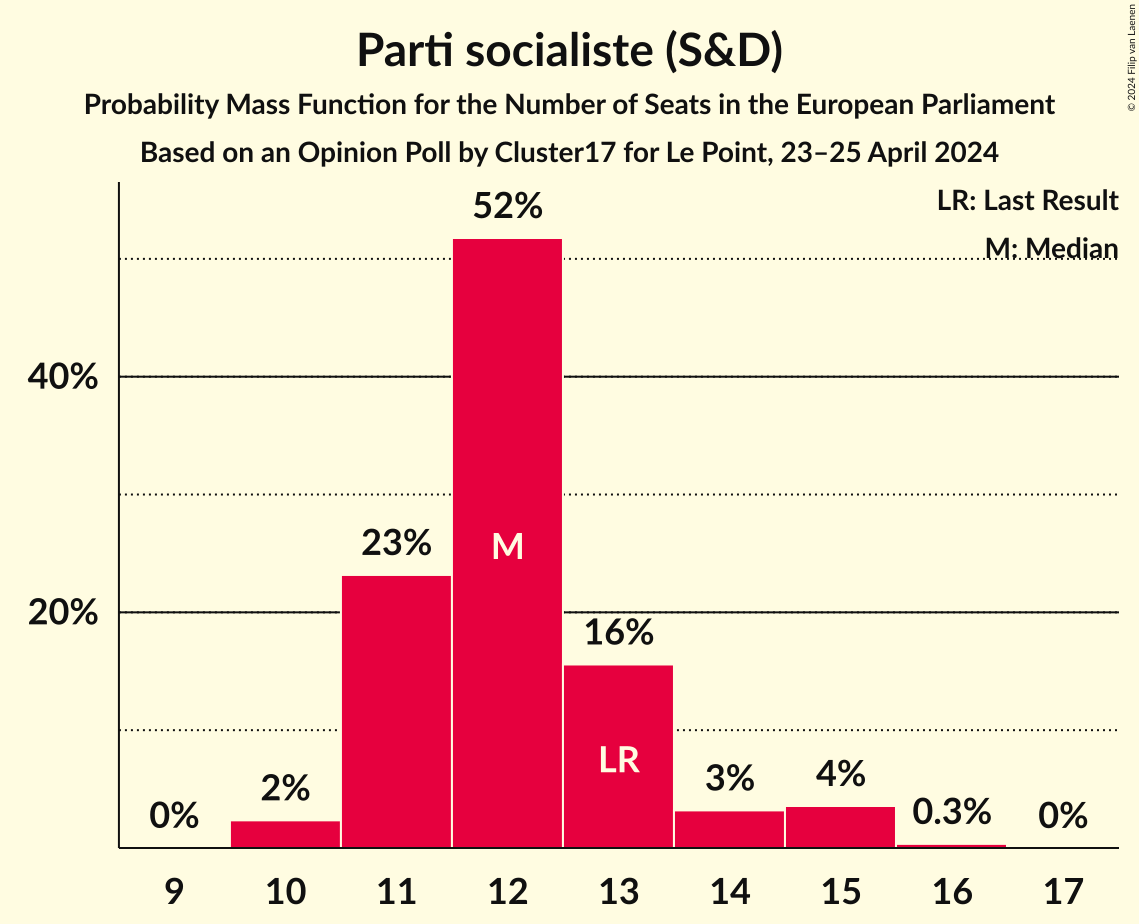 Parti socialiste (S&D)
Probability Mass Function for the Number of Seats in the European Parliament
Based on an Opinion Poll by Cluster17 for Le Point, 23–25 April 2024
© 2024 Filip van Laenen
LR: Last Result
M: Median
52%
40%
M
23%
20%
16%
LR
0%
2%
3%
4%
0.3%
0%
9 10 11 12 13 14 15 16 17